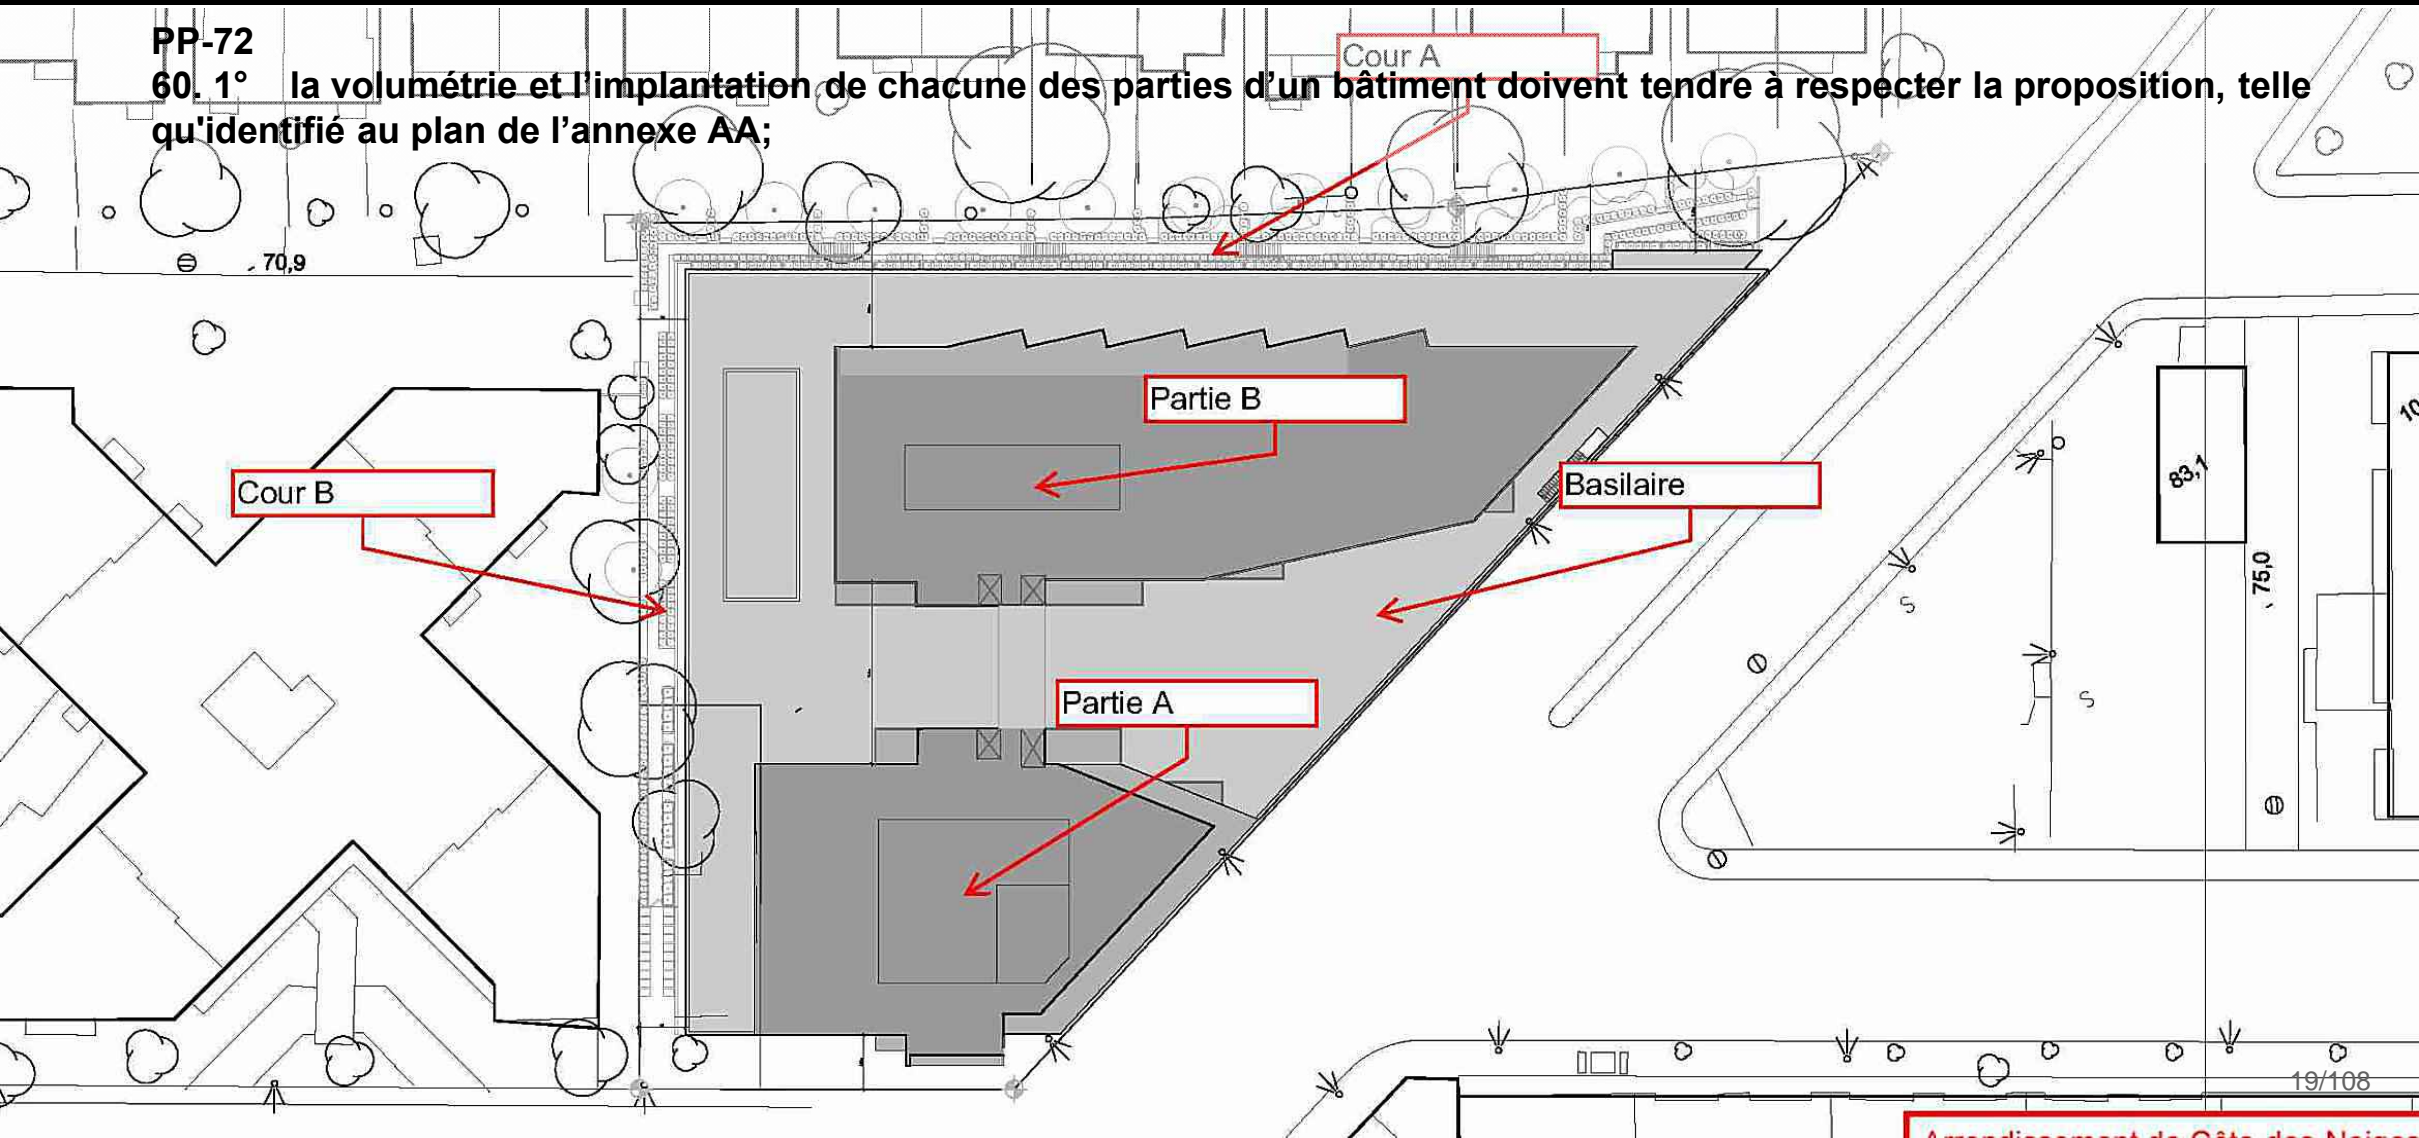 PP-72
Cour A
60. 1° la volumétrie et l'implantation de chacune des parties d'un bâtiment doivent tendre à respecter la proposition, telle
qu'identifié au plan de l'annexe AA;
70,9
Partie B
Cour B
Basilaire
83,1
75,0
Partie A
19/108